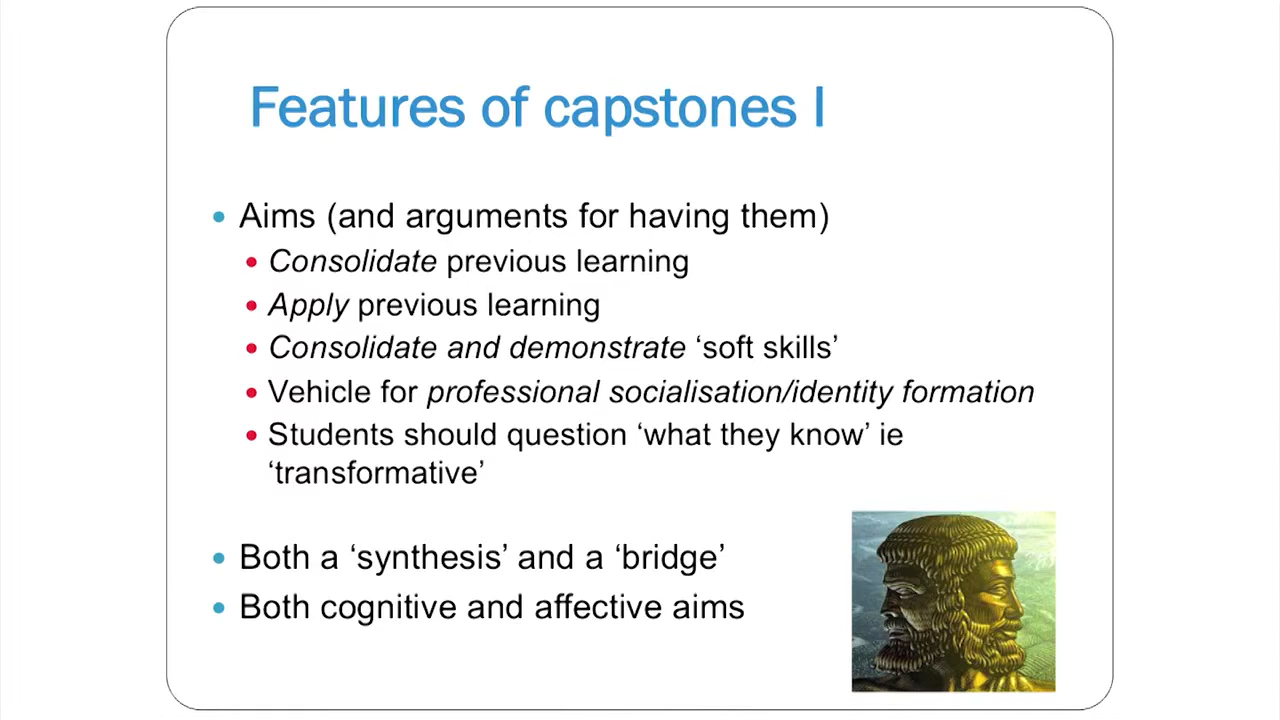 Features of capstones I
• Aims (and arguments for having them)
• Consolidate previous learning
• Apply previous learning
• Consolidate and demonstrate ‘soft skills’
• Vehicle for professional socialisation/identity formation
• Students should question ‘what they know’ ie
‘transformative’
• Both a ‘synthesis’ and a ‘bridge’
• Both cognitive and affective aims